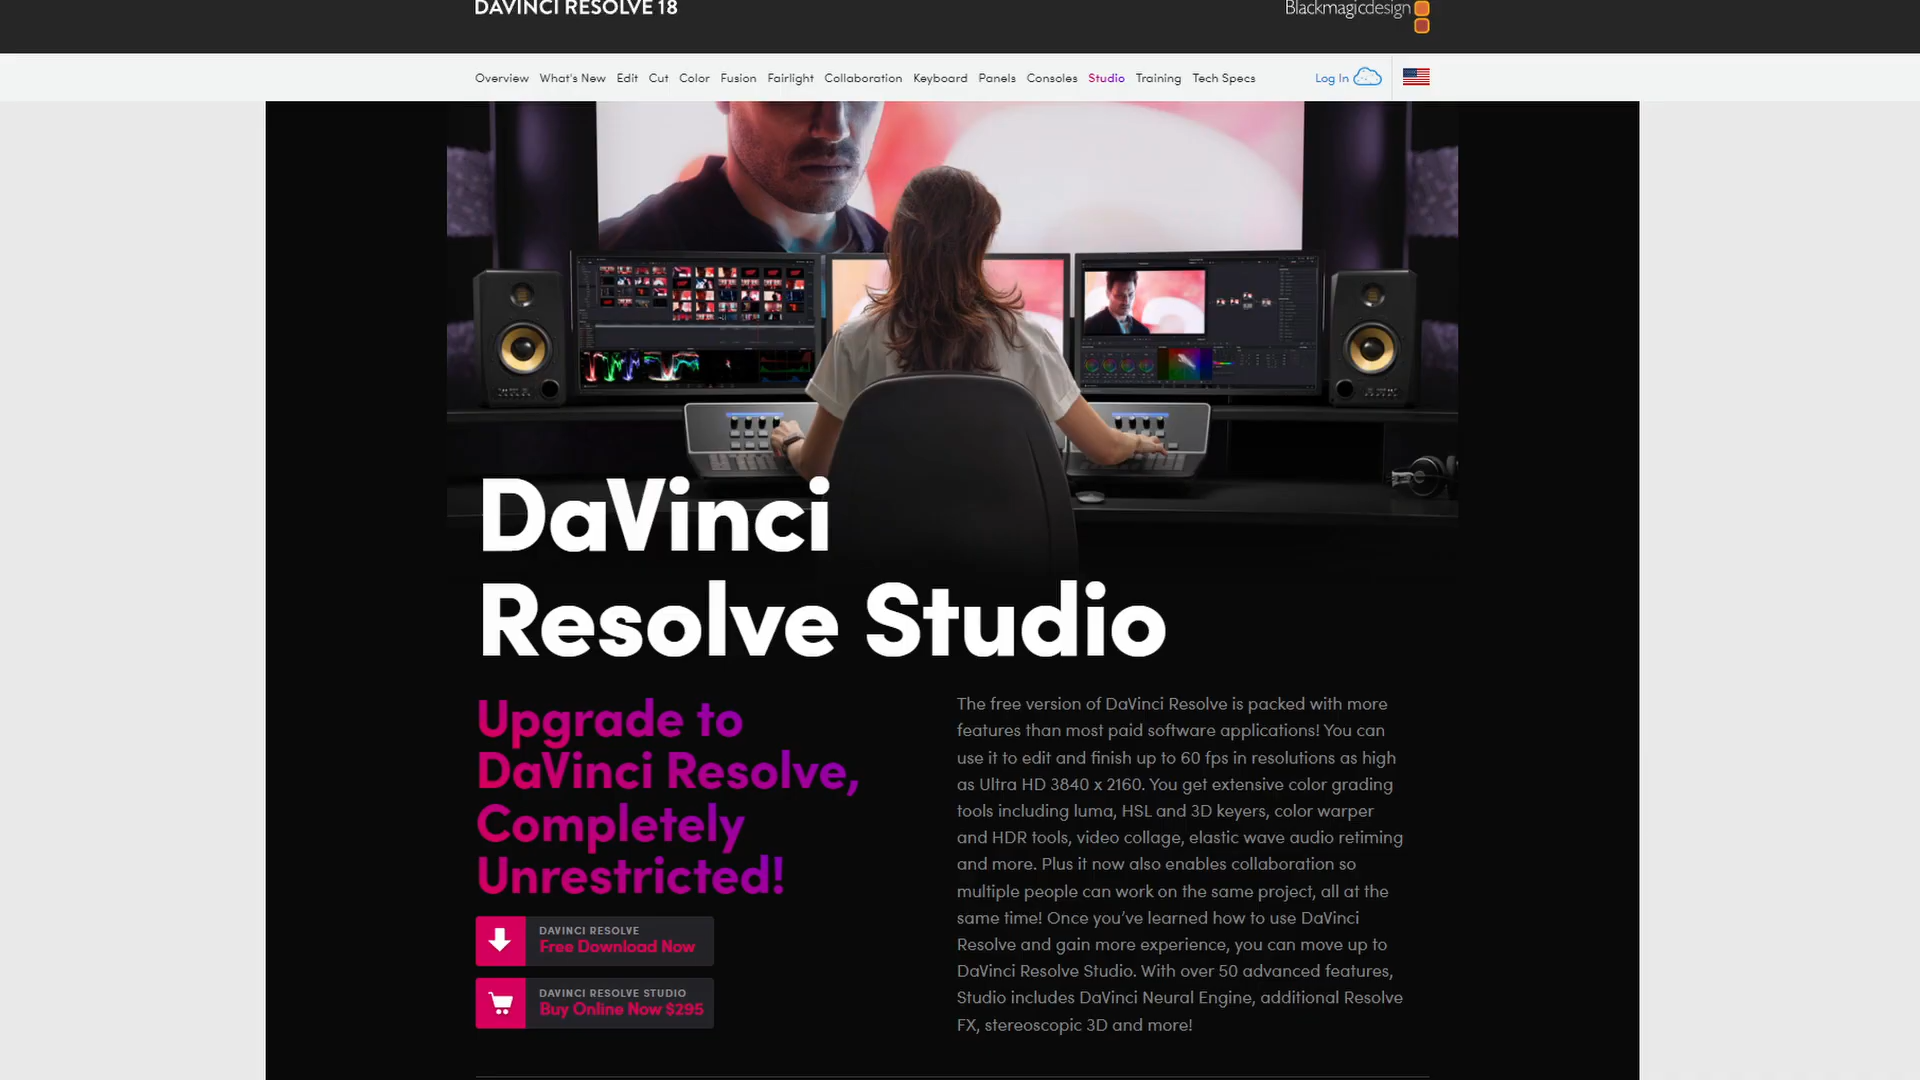 DAVINCI RESOLVE 18
Blackmagicdesign
Overview What's New Edit Cut Color Fusion Fairlight Collaboration Keyboard Panels Consoles Studio Training Tech Specs Log In
DaVinci
Resolve Studio
Upgrade to
DaVinci Resolve,
Completely
Unrestricted!
DAVINCI RESOLVE
Free Download Now
DAVINCI RESOLVE STUDIO
Buy Online Now $295
The free version of DaVinci Resolve is packed with more
features than most paid software applications! You can
use it to edit and finish up to 60 fps in resolutions as high
as Ultra HD 3840 x 2160. You get extensive color grading
tools including luma, HSL and 3D keyers, color warper
and HDR tools, video collage, elastic wave audio retiming
and more. Plus it now also enables collaboration so
multiple people can work on the same project, all at the
same time! Once you’ve learned how to use DaVinci
Resolve and gain more experience, you can move up to
DaVinci Resolve Studio. With over 50 advanced features,
Studio includes DaVinci Neural Engine, additional Resolve
FX, stereoscopic 3D and more!